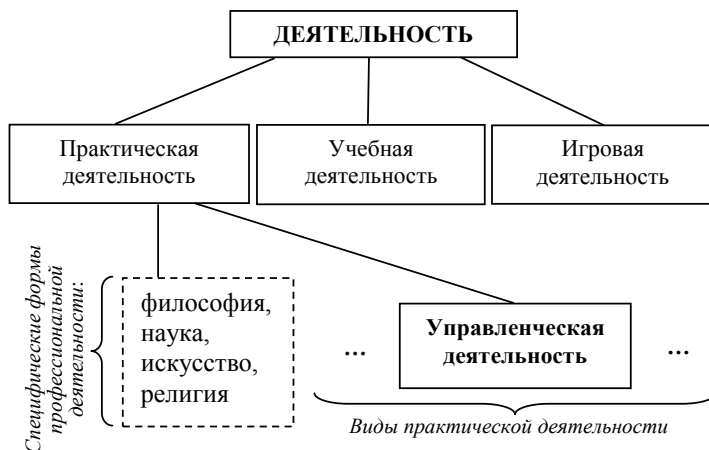 ДЕЯТЕЛЬНОСТЬ
Практическая
деятельность
Учебная
деятельность
Игровая
деятельность
Специфические формы
профессиональной
деятельности:
философия,
наука,
искусство,
религия
...
Управленческая
деятельность
...
Виды практической деятельности